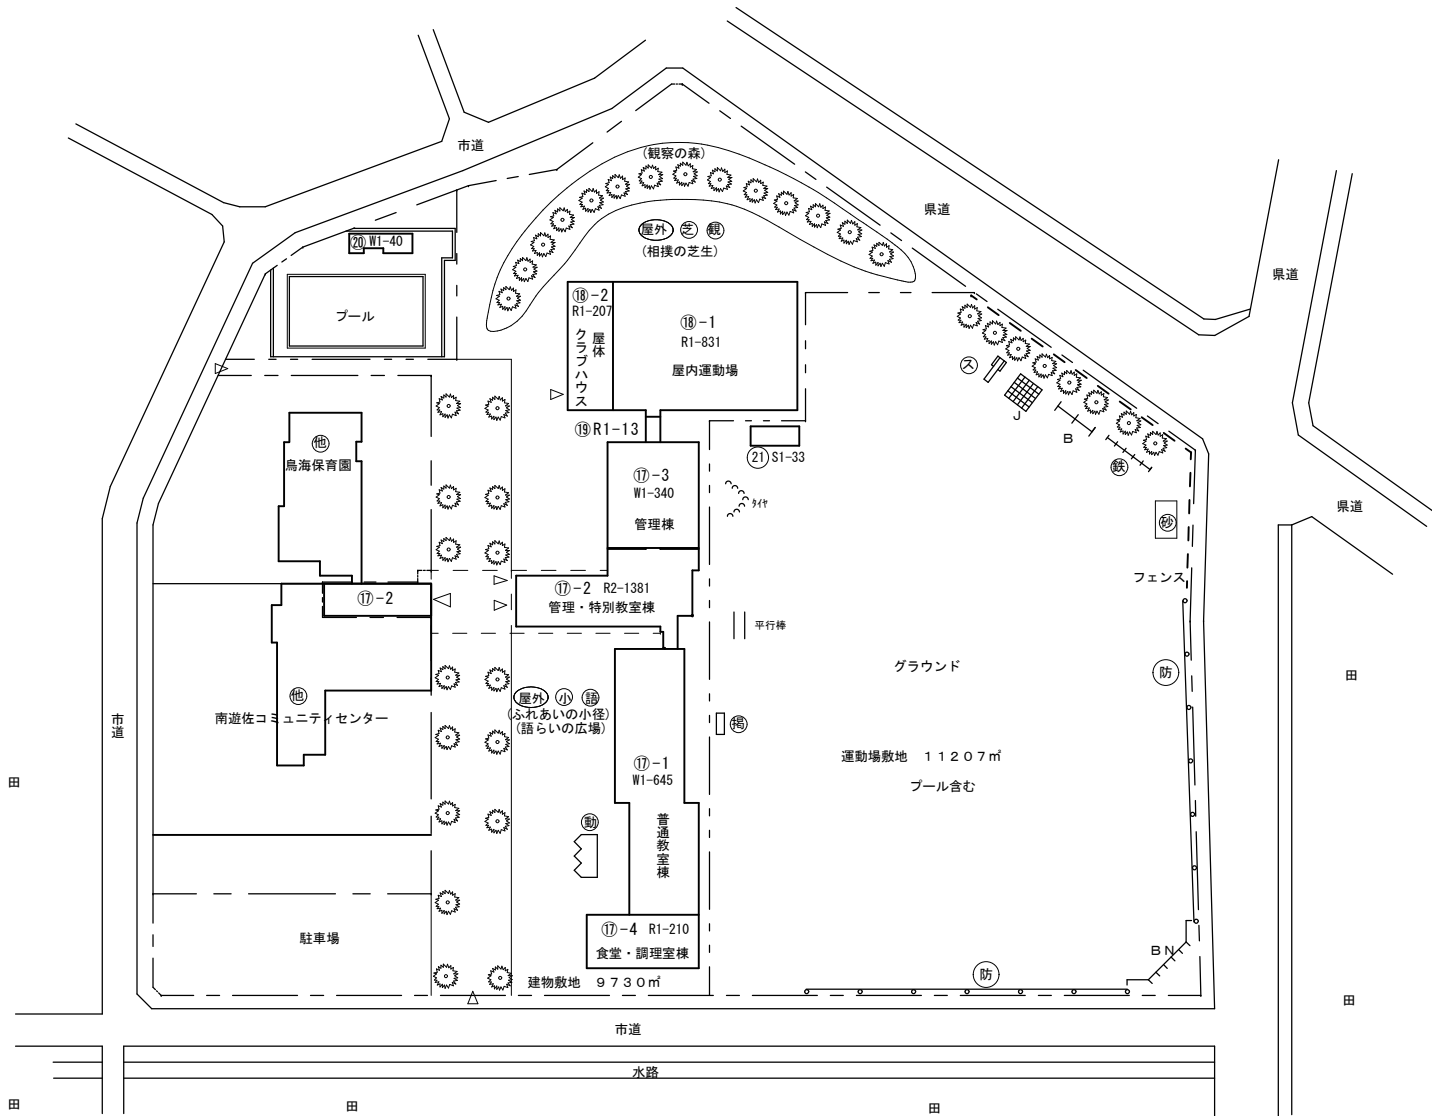 市道
県道
(観察の森)
屋外 芝 観
(相撲の芝生)
県道
⑳ W1-40
プール
⑱-2
R1-207
屋体
クラブハウス
⑱-1
R1-831
屋内運動場
ス
J
B
鉄
⑲R1-13
㉑ S1-33
県道
他
鳥海保育園
⑰-3
W1-340
管理棟
タイヤ
砂
フェンス
⑰-2
⑰-2 R2-1381
管理・特別教室棟
平行棒
グラウンド
防
田
他
南遊佐コミュニティセンター
屋外 小 語
(ふれあいの小径)
(語らいの広場)
掲
市道
⑰-1
W1-645
運動場敷地 11207㎡
プール含む
田
動
普通教室棟
駐車場
⑰-4 R1-210
食堂・調理室棟
建物敷地 9730㎡
BN
防
田
市道
水路
田
田
田